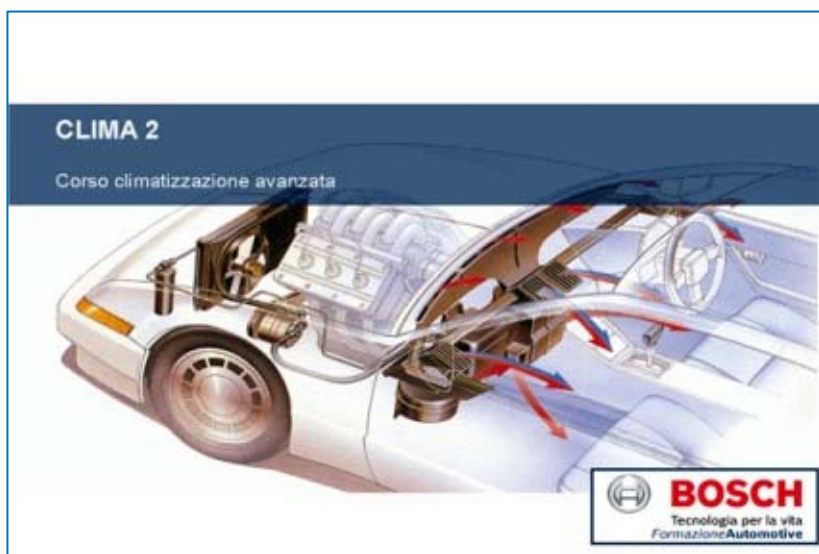 CLIMA 2
Corso climatizzazione avanzata
BOSCH
Tecnologia per la vita
FormazioneAutomotive